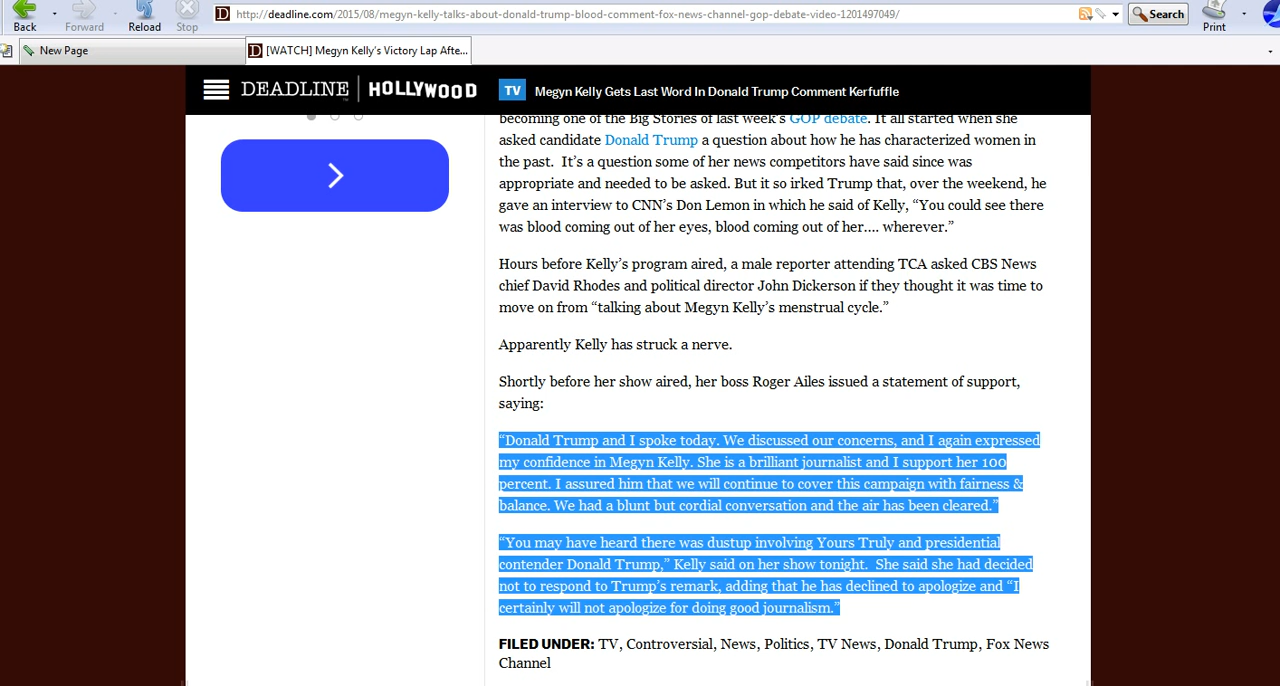 http://deadline.com/2015/08/megyn-kelly-talks-about-donald-trump-blood-comment-fox-news-channel-gop-debate-video-1201497049/
Back Forward Reload Stop Search Print
New Page
[WATCH] Megyn Kelly's Victory Lap Afte...
DEADLINE | HOLLYWOOD
TV Megyn Kelly Gets Last Word In Donald Trump Comment Kerfuffle
becoming one of the Big Stories of last week’s GOP debate. It all started when she
asked candidate Donald Trump a question about how he has characterized women in
the past.  It’s a question some of her news competitors have said since was
appropriate and needed to be asked. But it so irked Trump that, over the weekend, he
gave an interview to CNN’s Don Lemon in which he said of Kelly, “You could see there
was blood coming out of her eyes, blood coming out of her…. wherever.”
Hours before Kelly’s program aired, a male reporter attending TCA asked CBS News
chief David Rhodes and political director John Dickerson if they thought it was time to
move on from “talking about Megyn Kelly’s menstrual cycle.”
Apparently Kelly has struck a nerve.
Shortly before her show aired, her boss Roger Ailes issued a statement of support,
saying:
“Donald Trump and I spoke today. We discussed our concerns, and I again expressed
my confidence in Megyn Kelly. She is a brilliant journalist and I support her 100
percent. I assured him that we will continue to cover this campaign with fairness &
balance. We had a blunt but cordial conversation and the air has been cleared.”
“You may have heard there was dustup involving Yours Truly and presidential
contender Donald Trump,” Kelly said on her show tonight.  She said she had decided
not to respond to Trump’s remark, adding that he has declined to apologize and “I
certainly will not apologize for doing good journalism.”
FILED UNDER: TV, Controversial, News, Politics, TV News, Donald Trump, Fox News
Channel